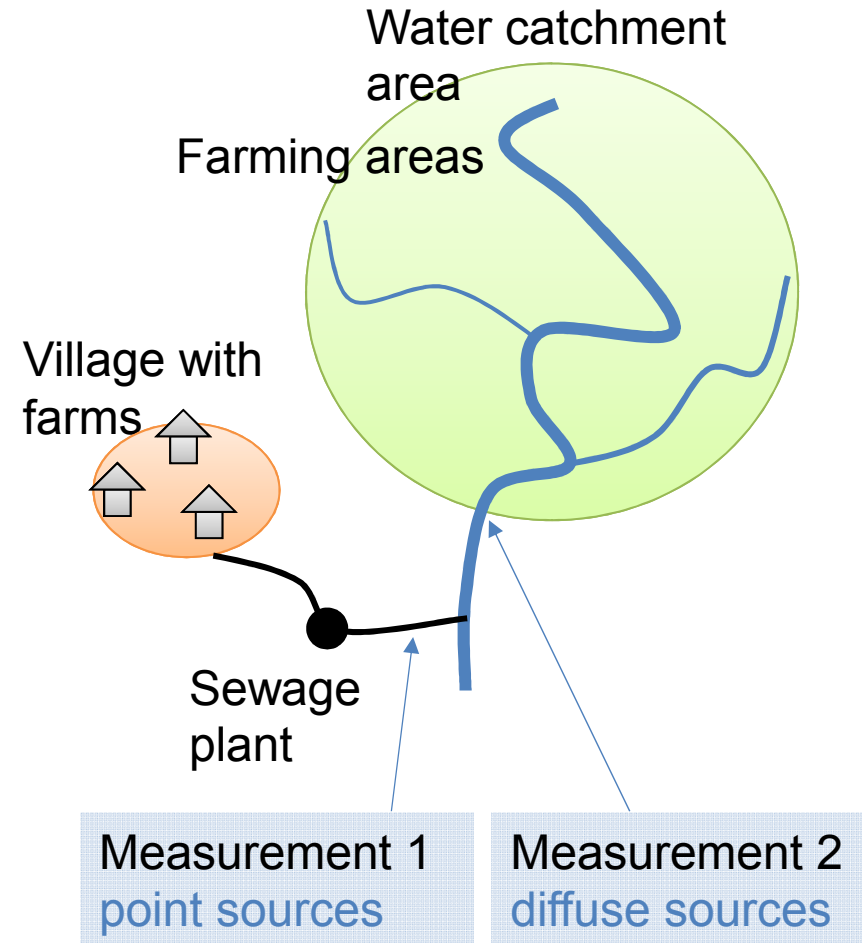 Water catchment
area
Farming areas
Village with
farms
Sewage
plant
Measurement 1
point sources
Measurement 2
diffuse sources